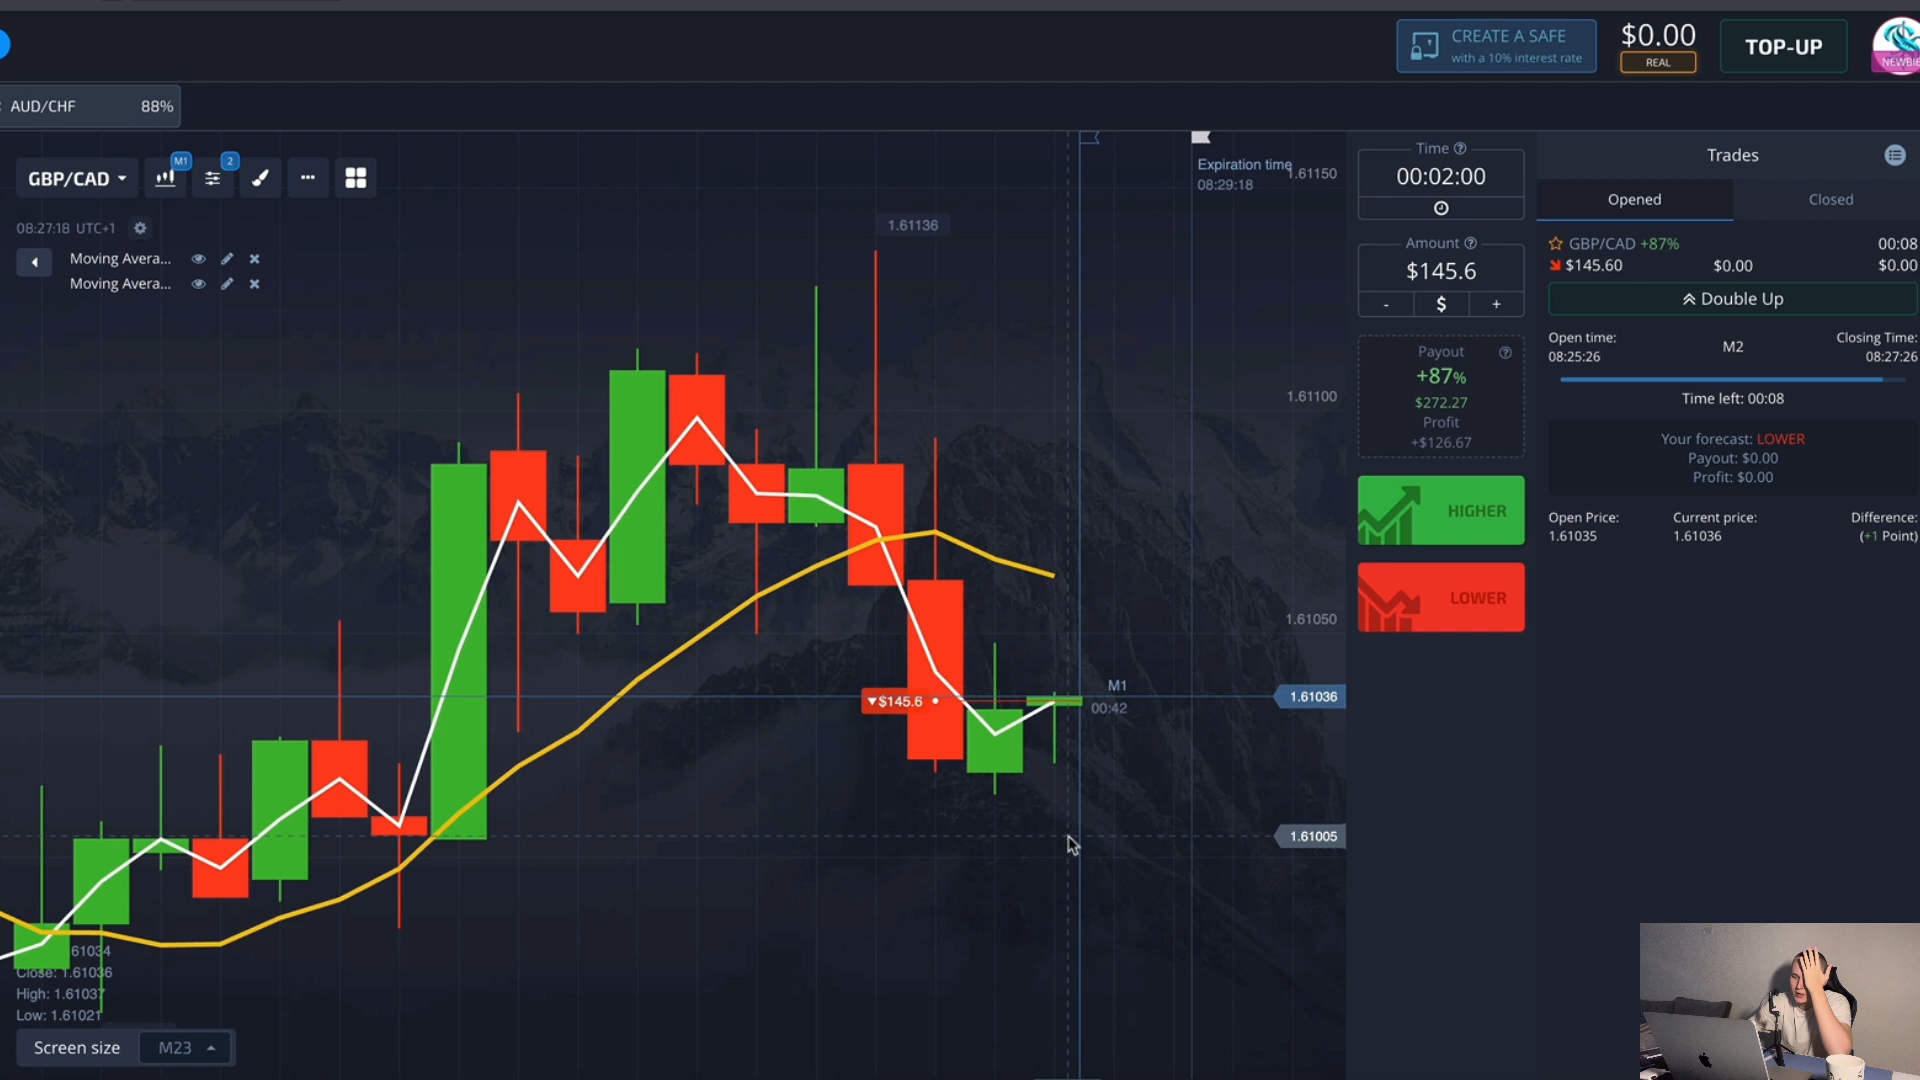 CREATE A SAFE
with a 10% interest rate
$0.00
REAL
TOP-UP
NEWBIE
AUD/CHF 88%
GBP/CAD
M1
2
Expiration time
08:29:18
1.61150
1.61136
08:27:18 UTC+1
Moving Avera...
Moving Avera...
1.61100
1.61050
M1
00:42
1.61036
▼$145.6
1.61005
61034
Close: 1.61036
High: 1.61037
Low: 1.61021
Screen size M23
Time
00:02:00
Amount
$145.6
- $ +
Payout
+87%
$272.27
Profit
+$126.67
HIGHER
LOWER
Trades
Opened Closed
GBP/CAD +87% 00:08
$145.60 $0.00 $0.00
Double Up
Open time: Closing Time:
08:25:26 M2 08:27:26
Time left: 00:08
Your forecast: LOWER
Payout: $0.00
Profit: $0.00
Open Price: Current price: Difference:
1.61035 1.61036 (+1 Point)